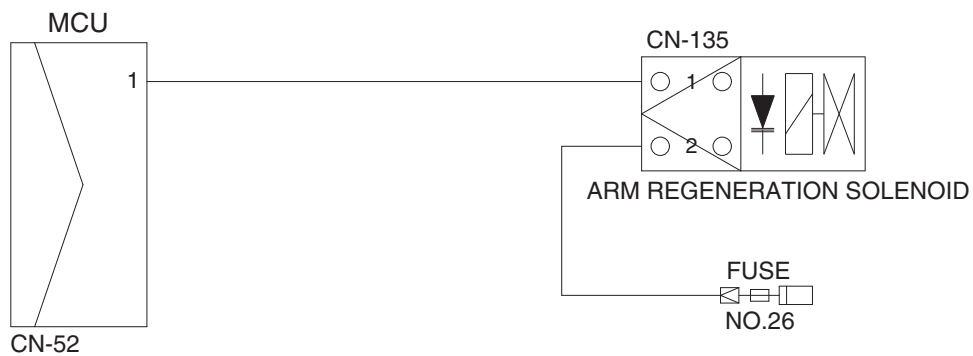 MCU
CN-135
1
1
2
ARM REGENERATION SOLENOID
FUSE
NO.26
CN-52